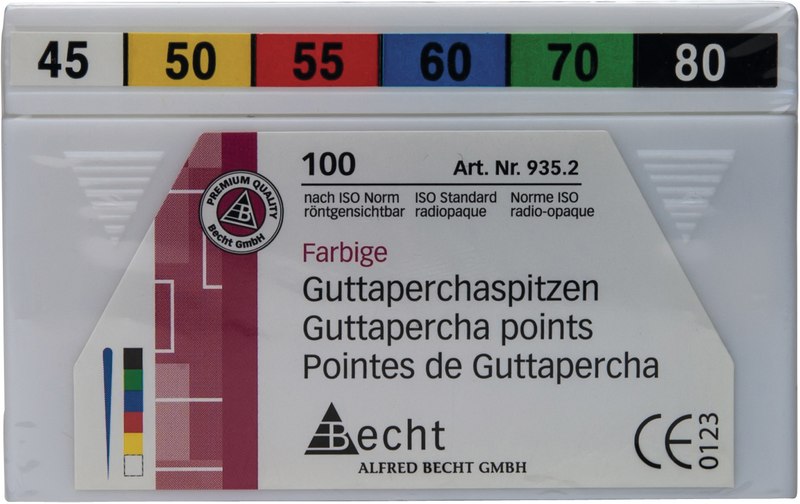 45 50 55 60 70 80
100 Art. Nr. 935.2
nach ISO Norm ISO Standard Norme ISO
röntgensichtbar radiopaque radio-opaque
PREMIUM QUALITY
B
Becht GmbH
Farbige
Guttaperchaspitzen
Guttapercha points
Pointes de Guttapercha
Becht
ALFRED BECHT GMBH
CE 0123